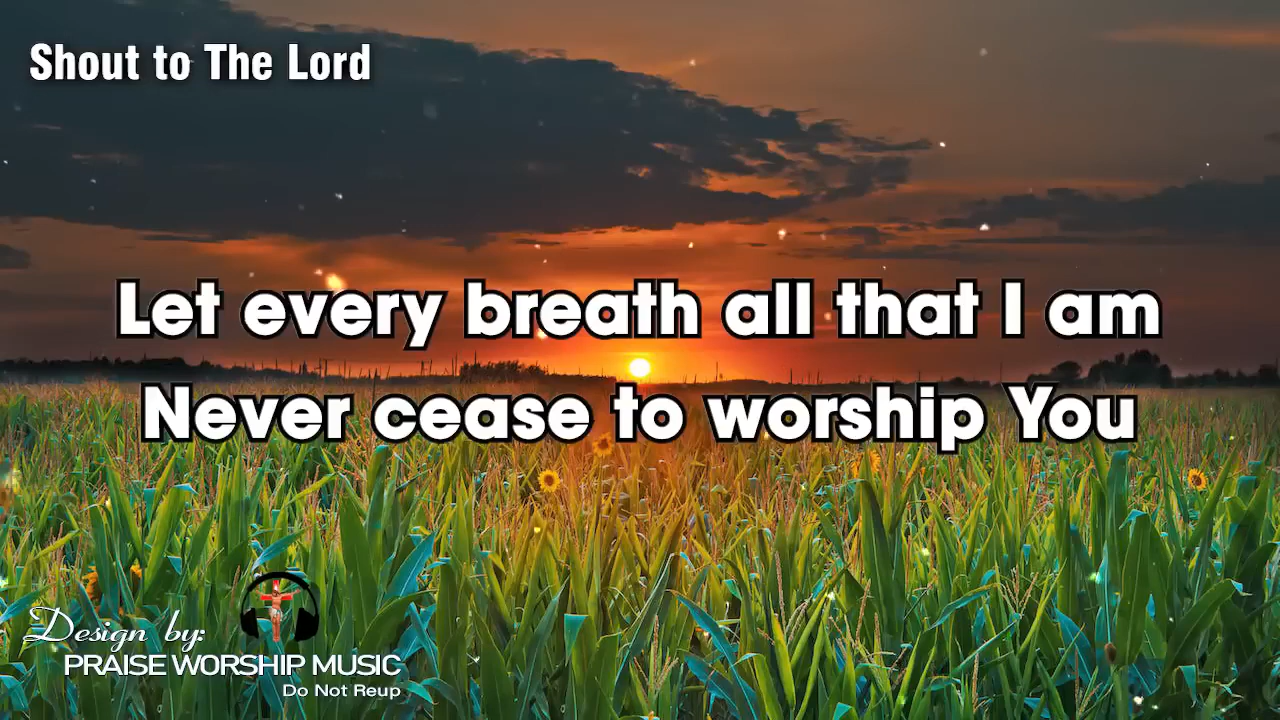 Shout to The Lord
Let every breath all that I am
Never cease to worship You
Design by:
PRAISE WORSHIP MUSIC
Do Not Reup